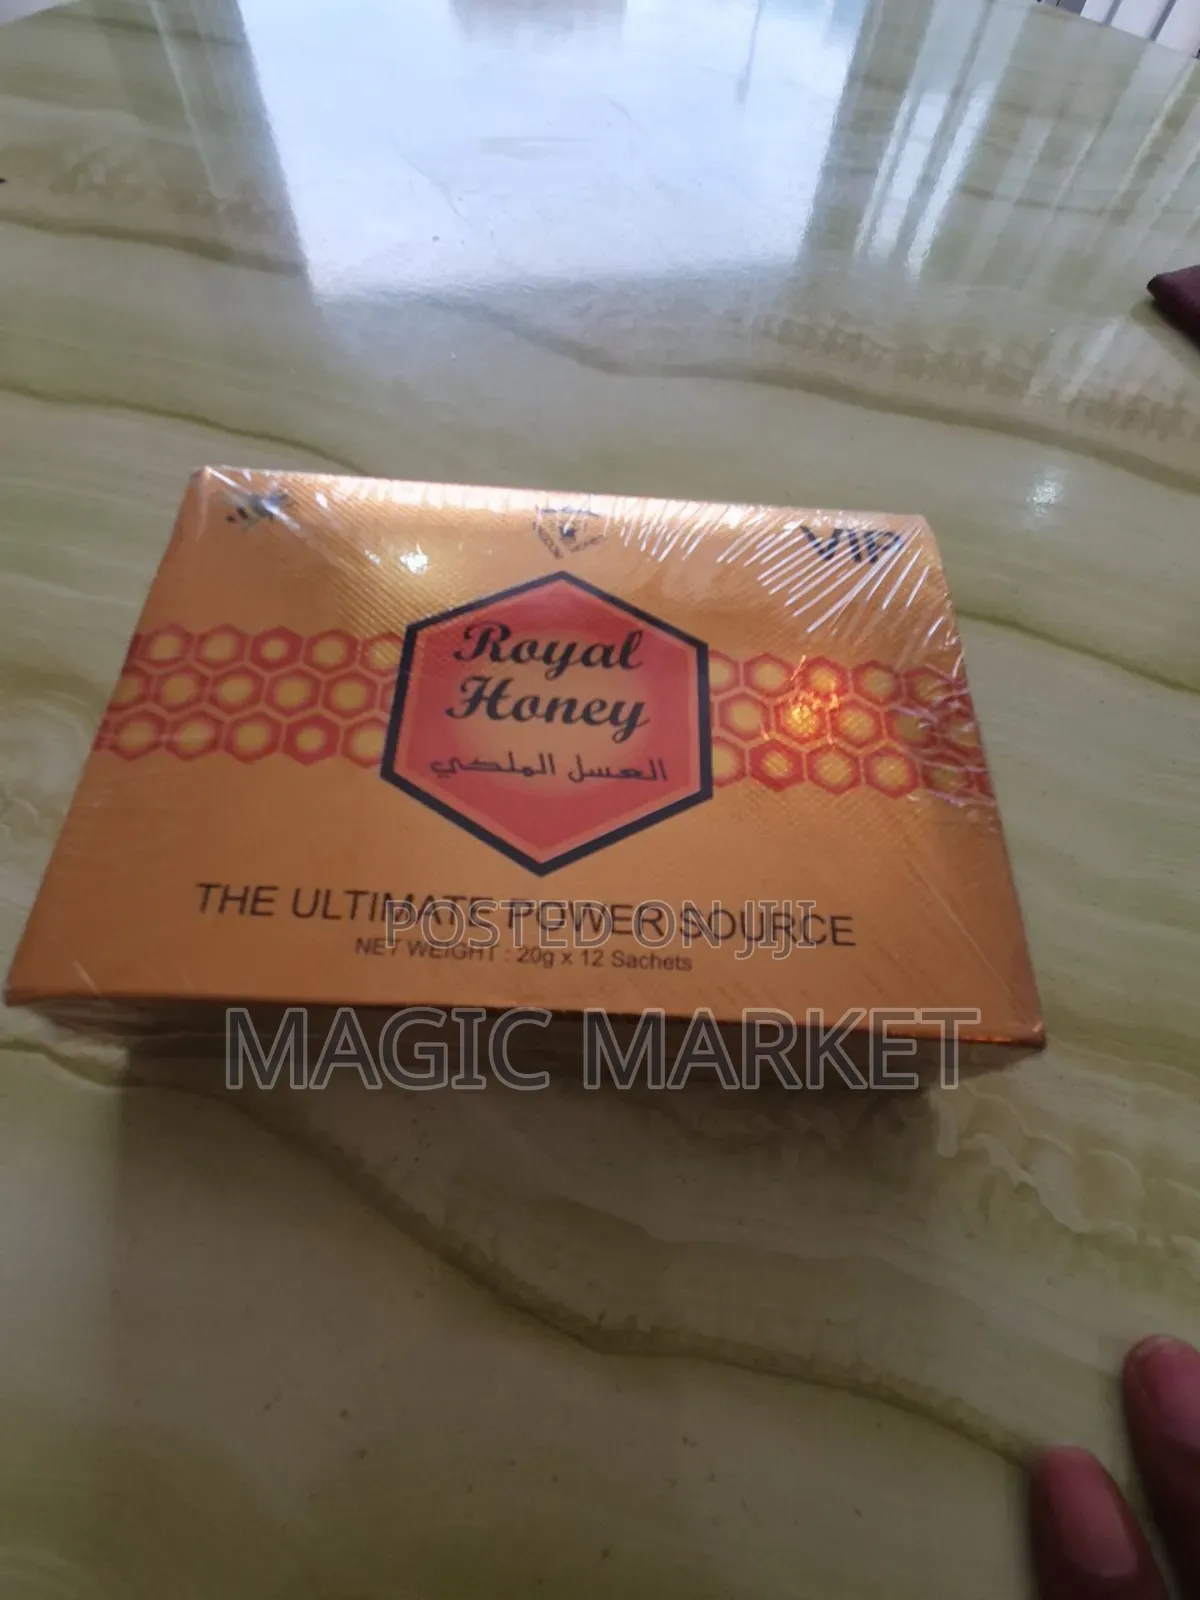 VIP
Royal
Honey
العسل الملكي
THE ULTIMATE POWER SOURCE
NET WEIGHT : 20g x 12 Sachets
POSTED ON JIJI
MAGIC MARKET